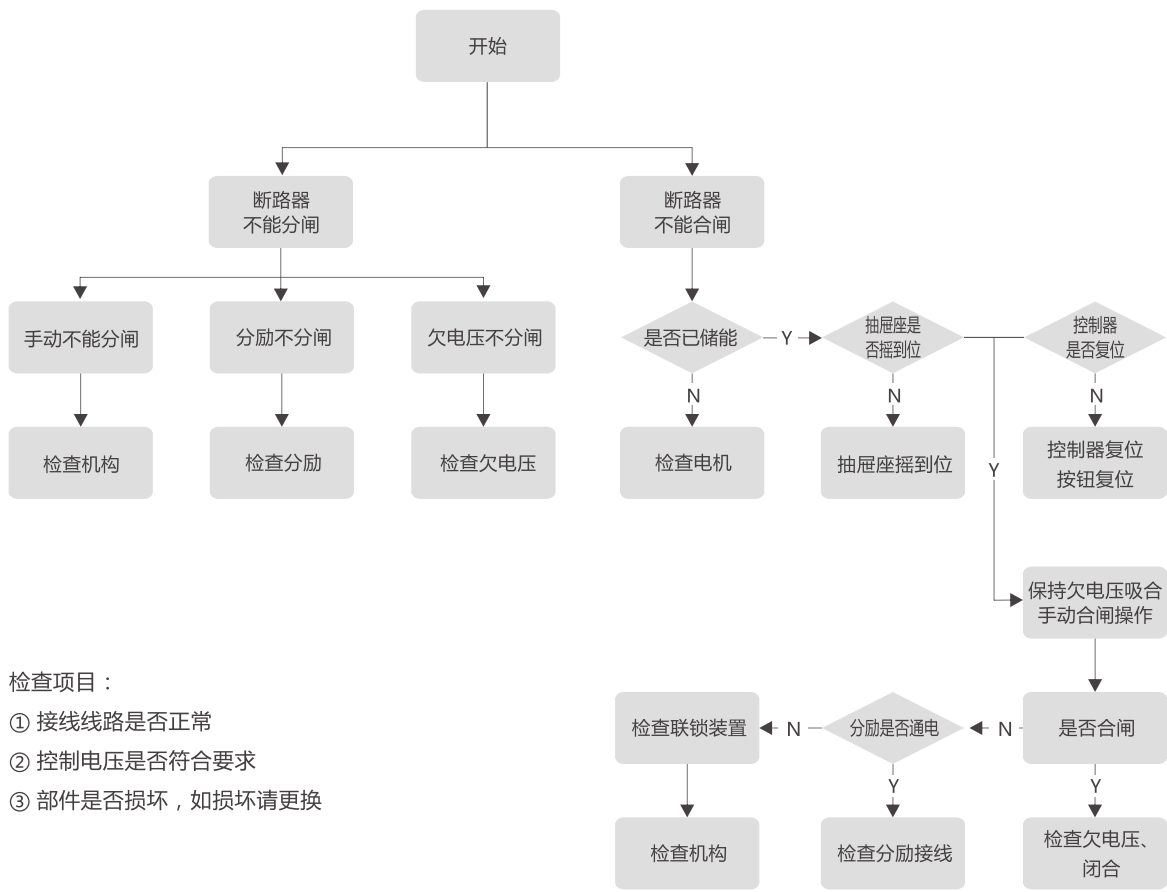 开始
断路器
不能分闸
断路器
不能合闸
手动不能分闸
分励不分闸
欠电压不分闸
是否已储能
Y
抽屉座是
否摇到位
控制器
是否复位
N
N
N
检查机构
检查分励
检查欠电压
检查电机
抽屉座摇到位
Y
控制器复位
按钮复位
保持欠电压吸合
手动合闸操作
检查项目：
① 接线线路是否正常
② 控制电压是否符合要求
③ 部件是否损坏，如损坏请更换
检查联锁装置
N
分励是否通电
N
是否合闸
Y
Y
检查机构
检查分励接线
检查欠电压、
闭合